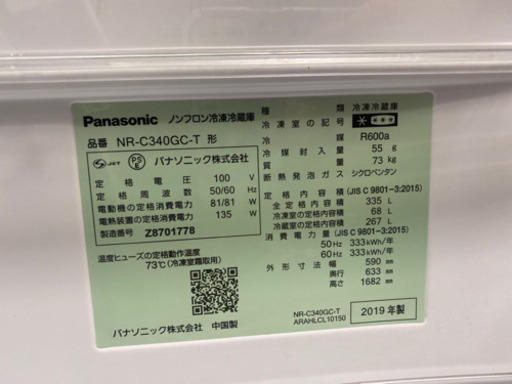 Panasonic ノンフロン冷凍冷蔵庫
品番 NR-C340GC-T 形
S JET PS E パナソニック株式会社
定格電圧 100 V
定格周波数 50/60 Hz
電動機の定格消費電力 81/81 W
電熱装置の定格消費電力 135 W
製造番号 Z8701778
温度ヒューズの定格動作温度
73℃(冷凍室霜取用)
パナソニック株式会社 中国製
種類 冷凍冷蔵庫
冷凍室の記号
冷媒 R600a
冷媒封入量 55 g
質量 73 kg
断熱発泡ガス シクロペンタン
定格内容積 (JIS C 9801-3:2015)
全定格内容積 335 L
冷凍室の定格内容積 68 L
冷蔵室の定格内容積 267 L
消費電力量 (JIS C 9801-3:2015)
50Hz 333kWh/年
60Hz 333kWh/年
外形寸法 幅 590 mm
奥行 633 mm
高さ 1682 mm
NR-C340GC-T
ARAHLCL10150
2019 年製